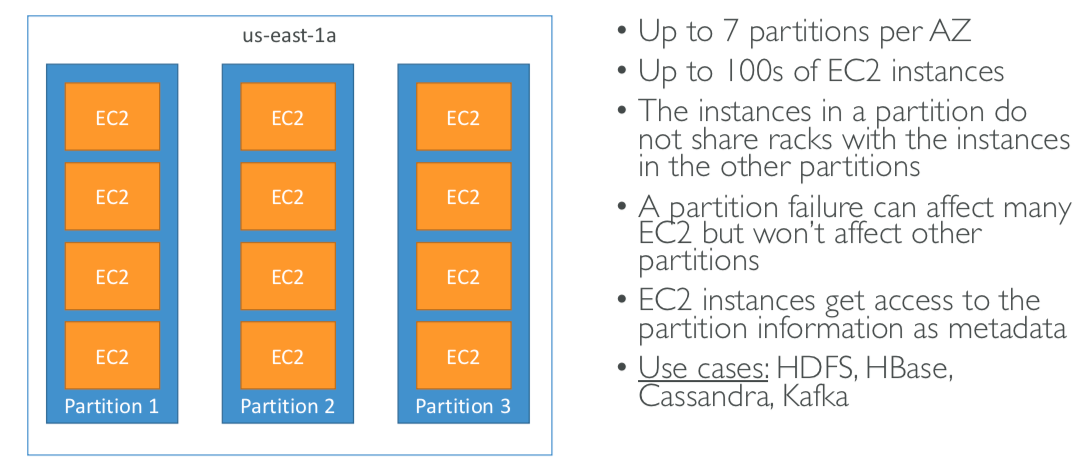 us-east-1a
EC2 EC2 EC2
EC2 EC2 EC2
EC2 EC2 EC2
EC2 EC2 EC2
Partition 1 Partition 2 Partition 3
• Up to 7 partitions per AZ
• Up to 100s of EC2 instances
• The instances in a partition do
not share racks with the instances
in the other partitions
• A partition failure can affect many
EC2 but won't affect other
partitions
• EC2 instances get access to the
partition information as metadata
• Use cases: HDFS, HBase,
Cassandra, Kafka